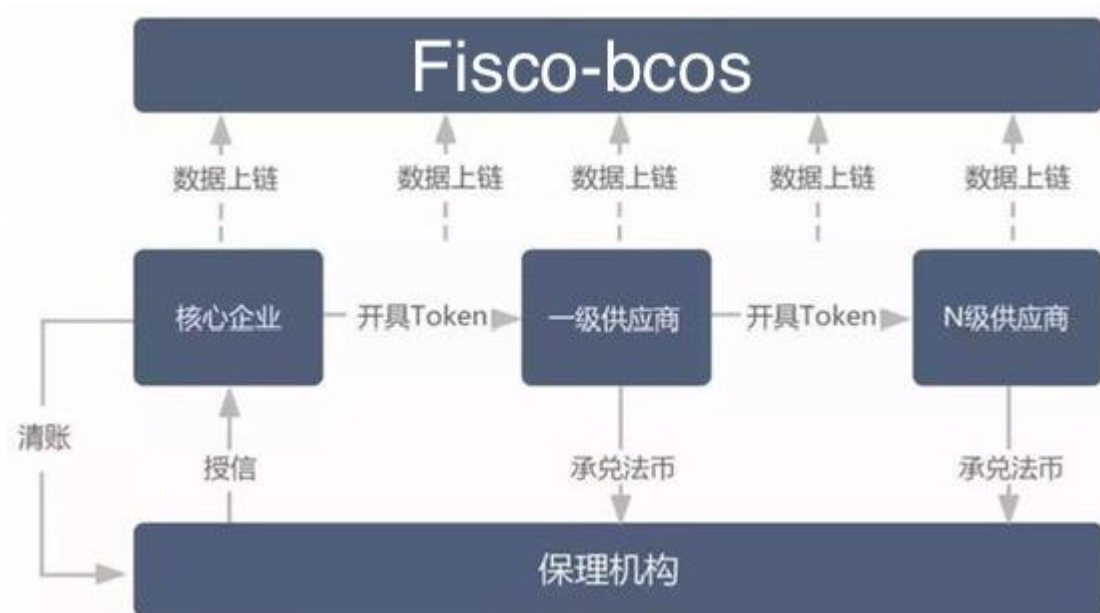 Fisco-bcos
数据上链 数据上链 数据上链 数据上链 数据上链
核心企业 开具Token 一级供应商 开具Token N级供应商
清账 授信 承兑法币 承兑法币
保理机构